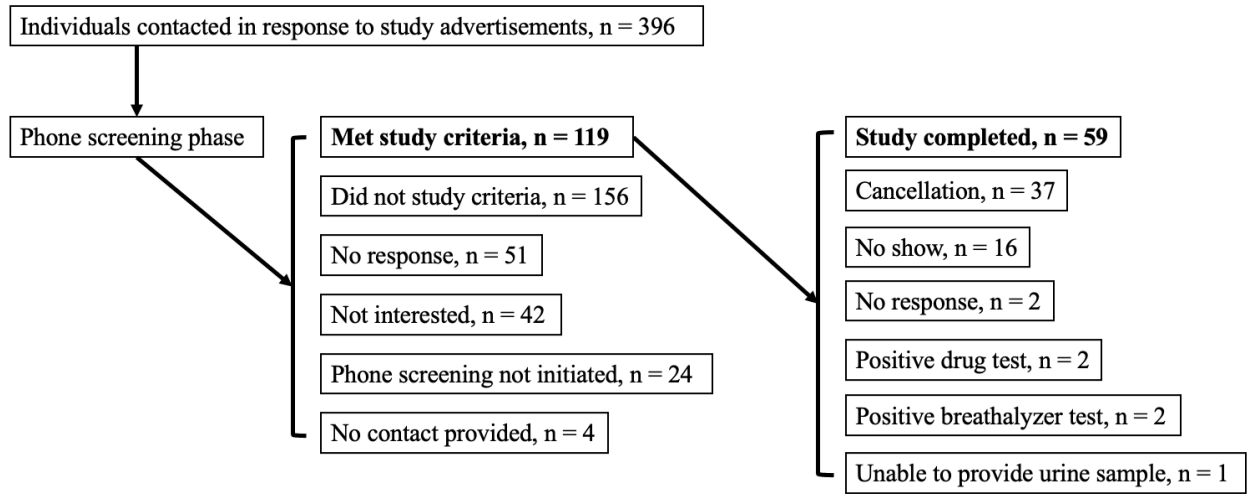 Individuals contacted in response to study advertisements, n = 396
Phone screening phase
Met study criteria, n = 119
Did not study criteria, n = 156
No response, n = 51
Not interested, n = 42
Phone screening not initiated, n = 24
No contact provided, n = 4
Study completed, n = 59
Cancellation, n = 37
No show, n = 16
No response, n = 2
Positive drug test, n = 2
Positive breathalyzer test, n = 2
Unable to provide urine sample, n = 1